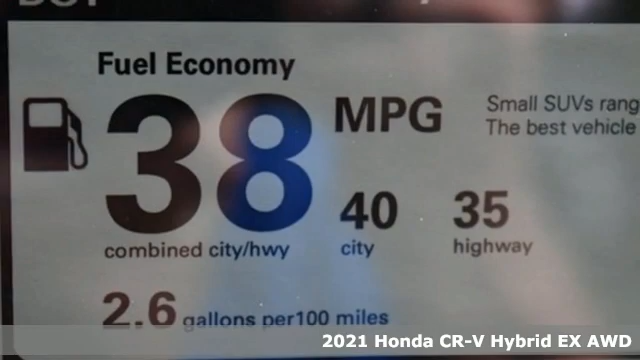 Fuel Economy
38 MPG
Small SUVs rang
The best vehicle
40 35
combined city/hwy city highway
2.6 gallons per100 miles
2021 Honda CR-V Hybrid EX AWD